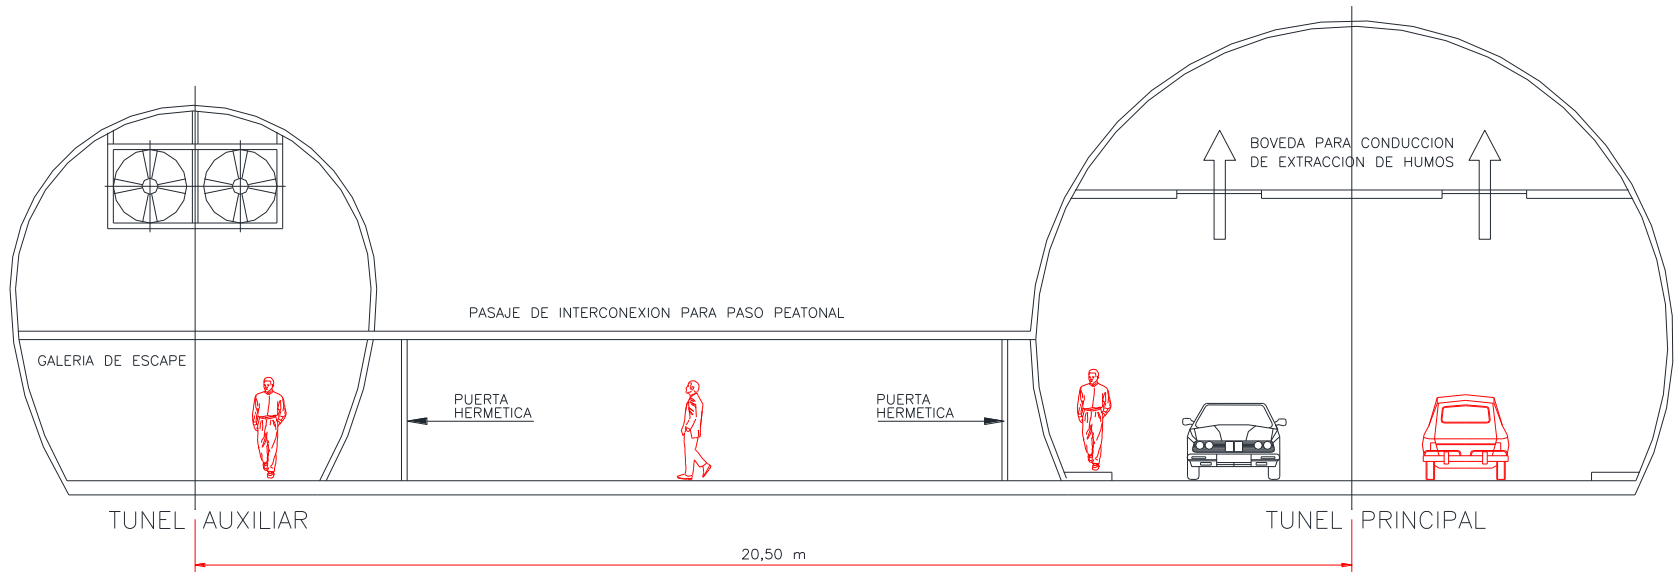 BOVEDA PARA CONDUCCION
DE EXTRACCION DE HUMOS
PASAJE DE INTERCONEXION PARA PASO PEATONAL
GALERIA DE ESCAPE
PUERTA
HERMETICA
PUERTA
HERMETICA
TUNEL AUXILIAR
TUNEL PRINCIPAL
20,50 m